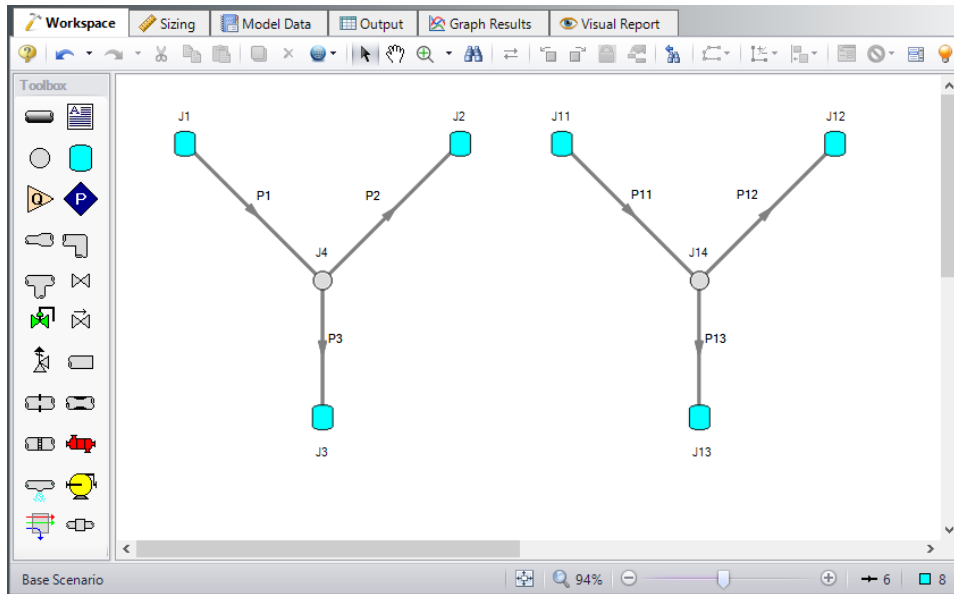 Workspace
Sizing
Model Data
Output
Graph Results
Visual Report
Toolbox
A
Q
P
J1
J2
J11
J12
P1
P2
P11
P12
J4
J14
P3
P13
J3
J13
Base Scenario
94%
6
8